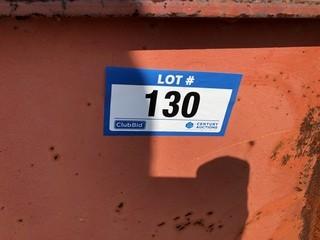 LOT #
130
ClubBid CENTURY
AUCTIONS